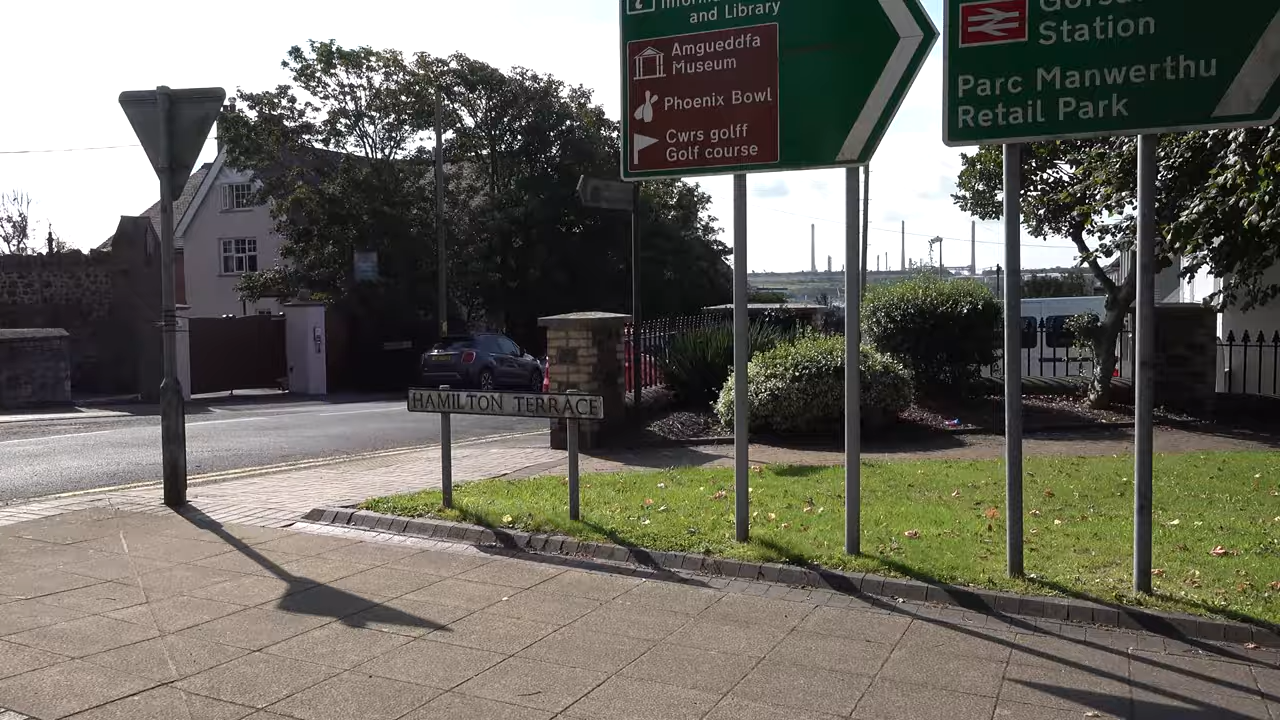 and Library
Amgueddfa
Museum
Phoenix Bowl
Cwrs golff
Golf course
Station
Parc Manwerthu
Retail Park
HAMILTON TERRACE